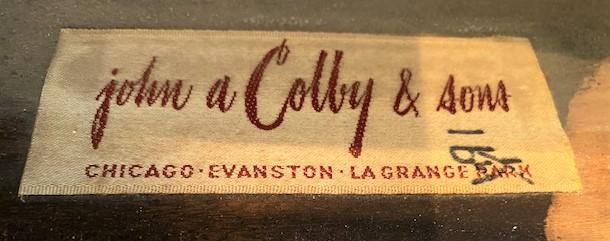 john a Colby & sons
CHICAGO · EVANSTON · LA GRANGE PARK